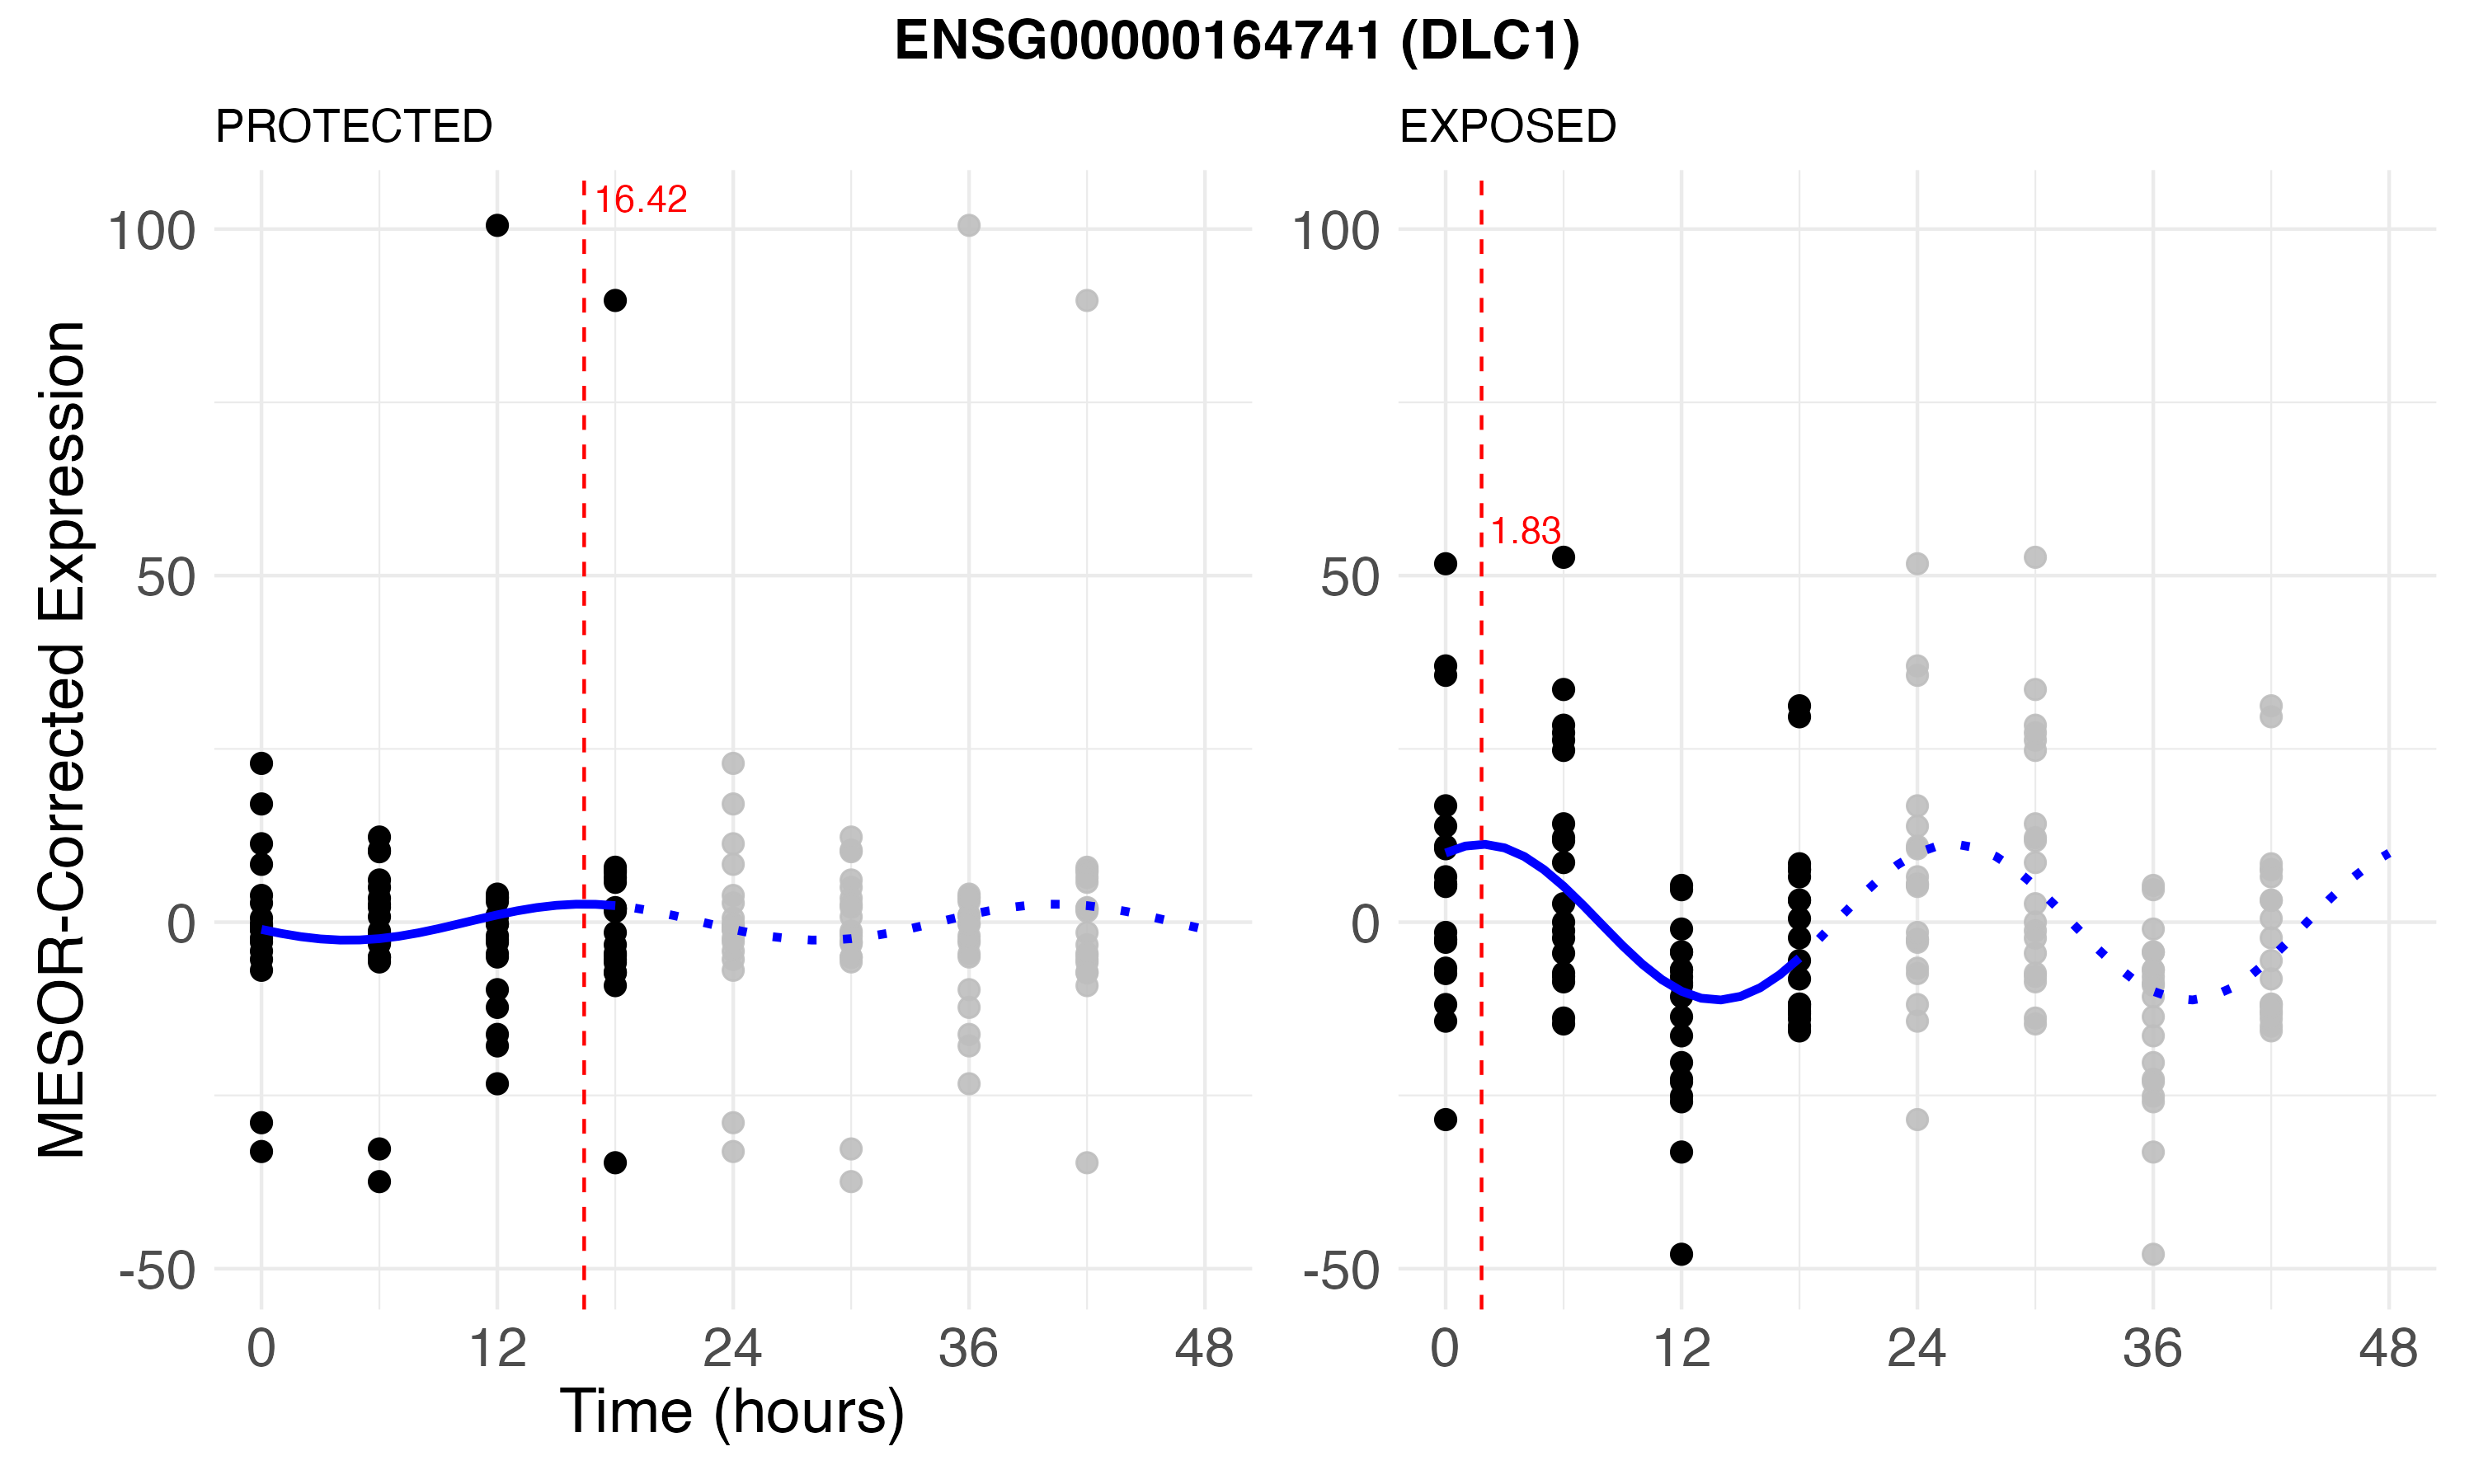 ENSG00000164741 (DLC1)
PROTECTED
EXPOSED
MESOR-Corrected Expression
100
50
0
-50
16.42
0 12 24 36 48
100
50
0
-50
1.83
0 12 24 36 48
Time (hours)